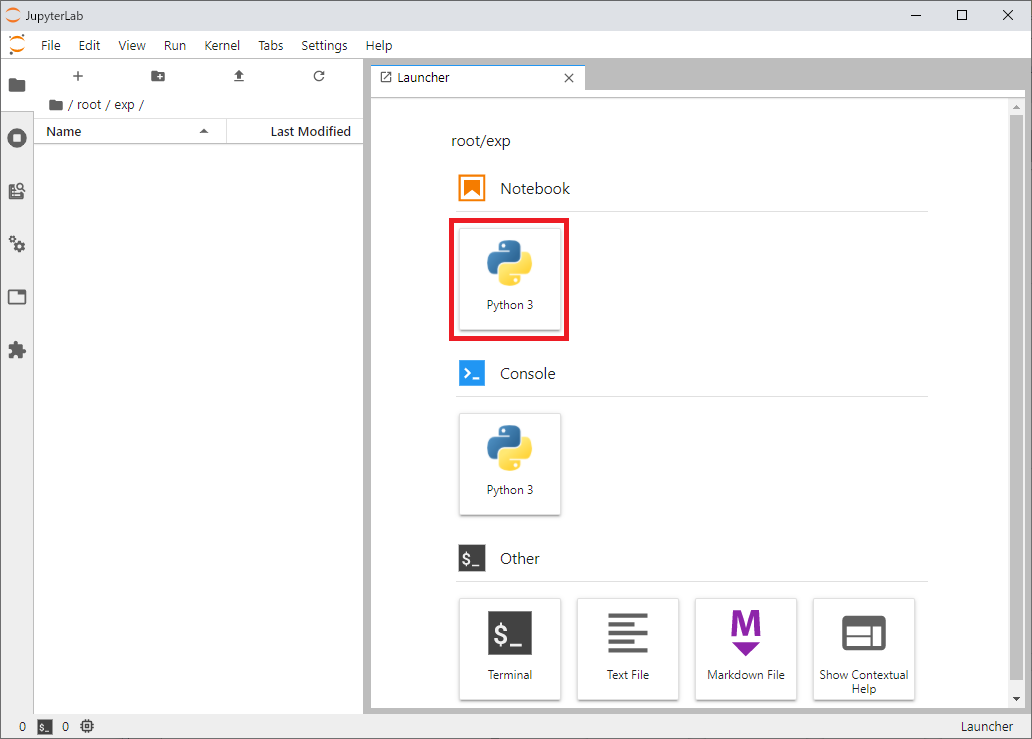 JupyterLab
File Edit View Run Kernel Tabs Settings Help
Launcher
/ root / exp /
Name Last Modified
root/exp
Notebook
Python 3
Console
Python 3
$_ Other
$_
Terminal
Text File
M
Markdown File
Show Contextual
Help
0 $_ 0
Launcher